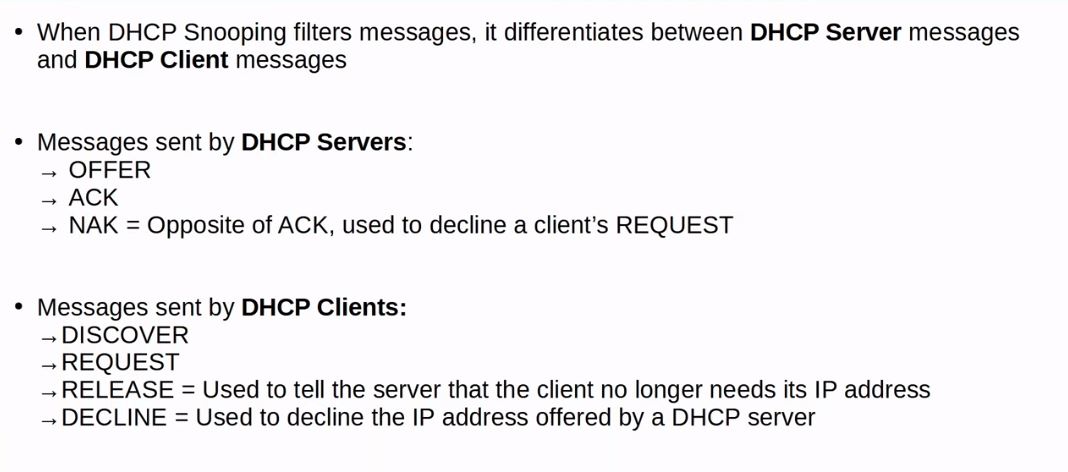 • When DHCP Snooping filters messages, it differentiates between DHCP Server messages
and DHCP Client messages
• Messages sent by DHCP Servers:
→ OFFER
→ ACK
→ NAK = Opposite of ACK, used to decline a client’s REQUEST
• Messages sent by DHCP Clients:
→DISCOVER
→REQUEST
→RELEASE = Used to tell the server that the client no longer needs its IP address
→DECLINE = Used to decline the IP address offered by a DHCP server